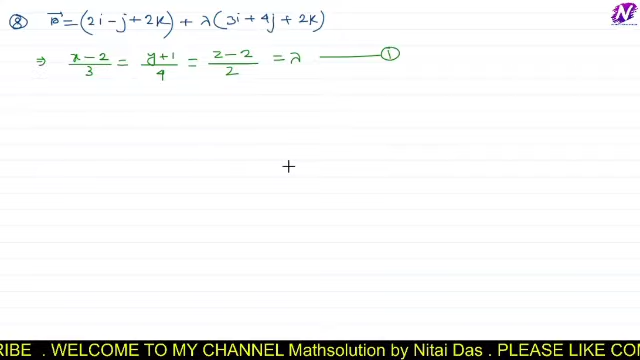 ⑧ r⃗ = (2i - j + 2k) + λ(3i + 4j + 2k)
⇒ (x-2)/3 = (y+1)/4 = (z-2)/2 = λ ——— ①
RIBE . WELCOME TO MY CHANNEL Mathsolution by Nitai Das . PLEASE LIKE CO